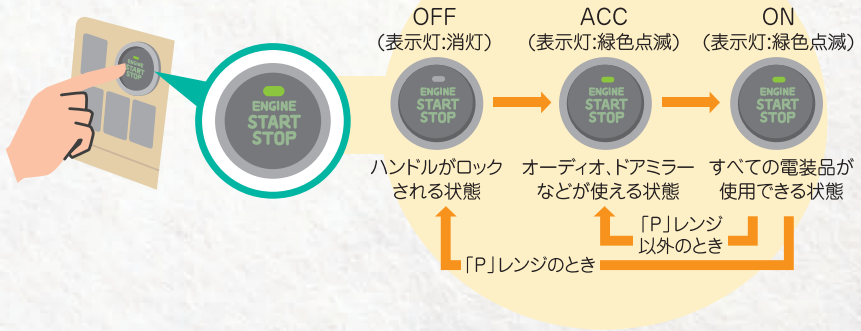 ENGINE
START
STOP
ENGINE
START
STOP
OFF
(表示灯:消灯)
ENGINE
START
STOP
ハンドルがロック
される状態
ACC
(表示灯:緑色点滅)
ENGINE
START
STOP
オーディオ、ドアミラー
などが使える状態
ON
(表示灯:緑色点滅)
ENGINE
START
STOP
すべての電装品が
使用できる状態
「P」レンジ
以外のとき
「P」レンジのとき